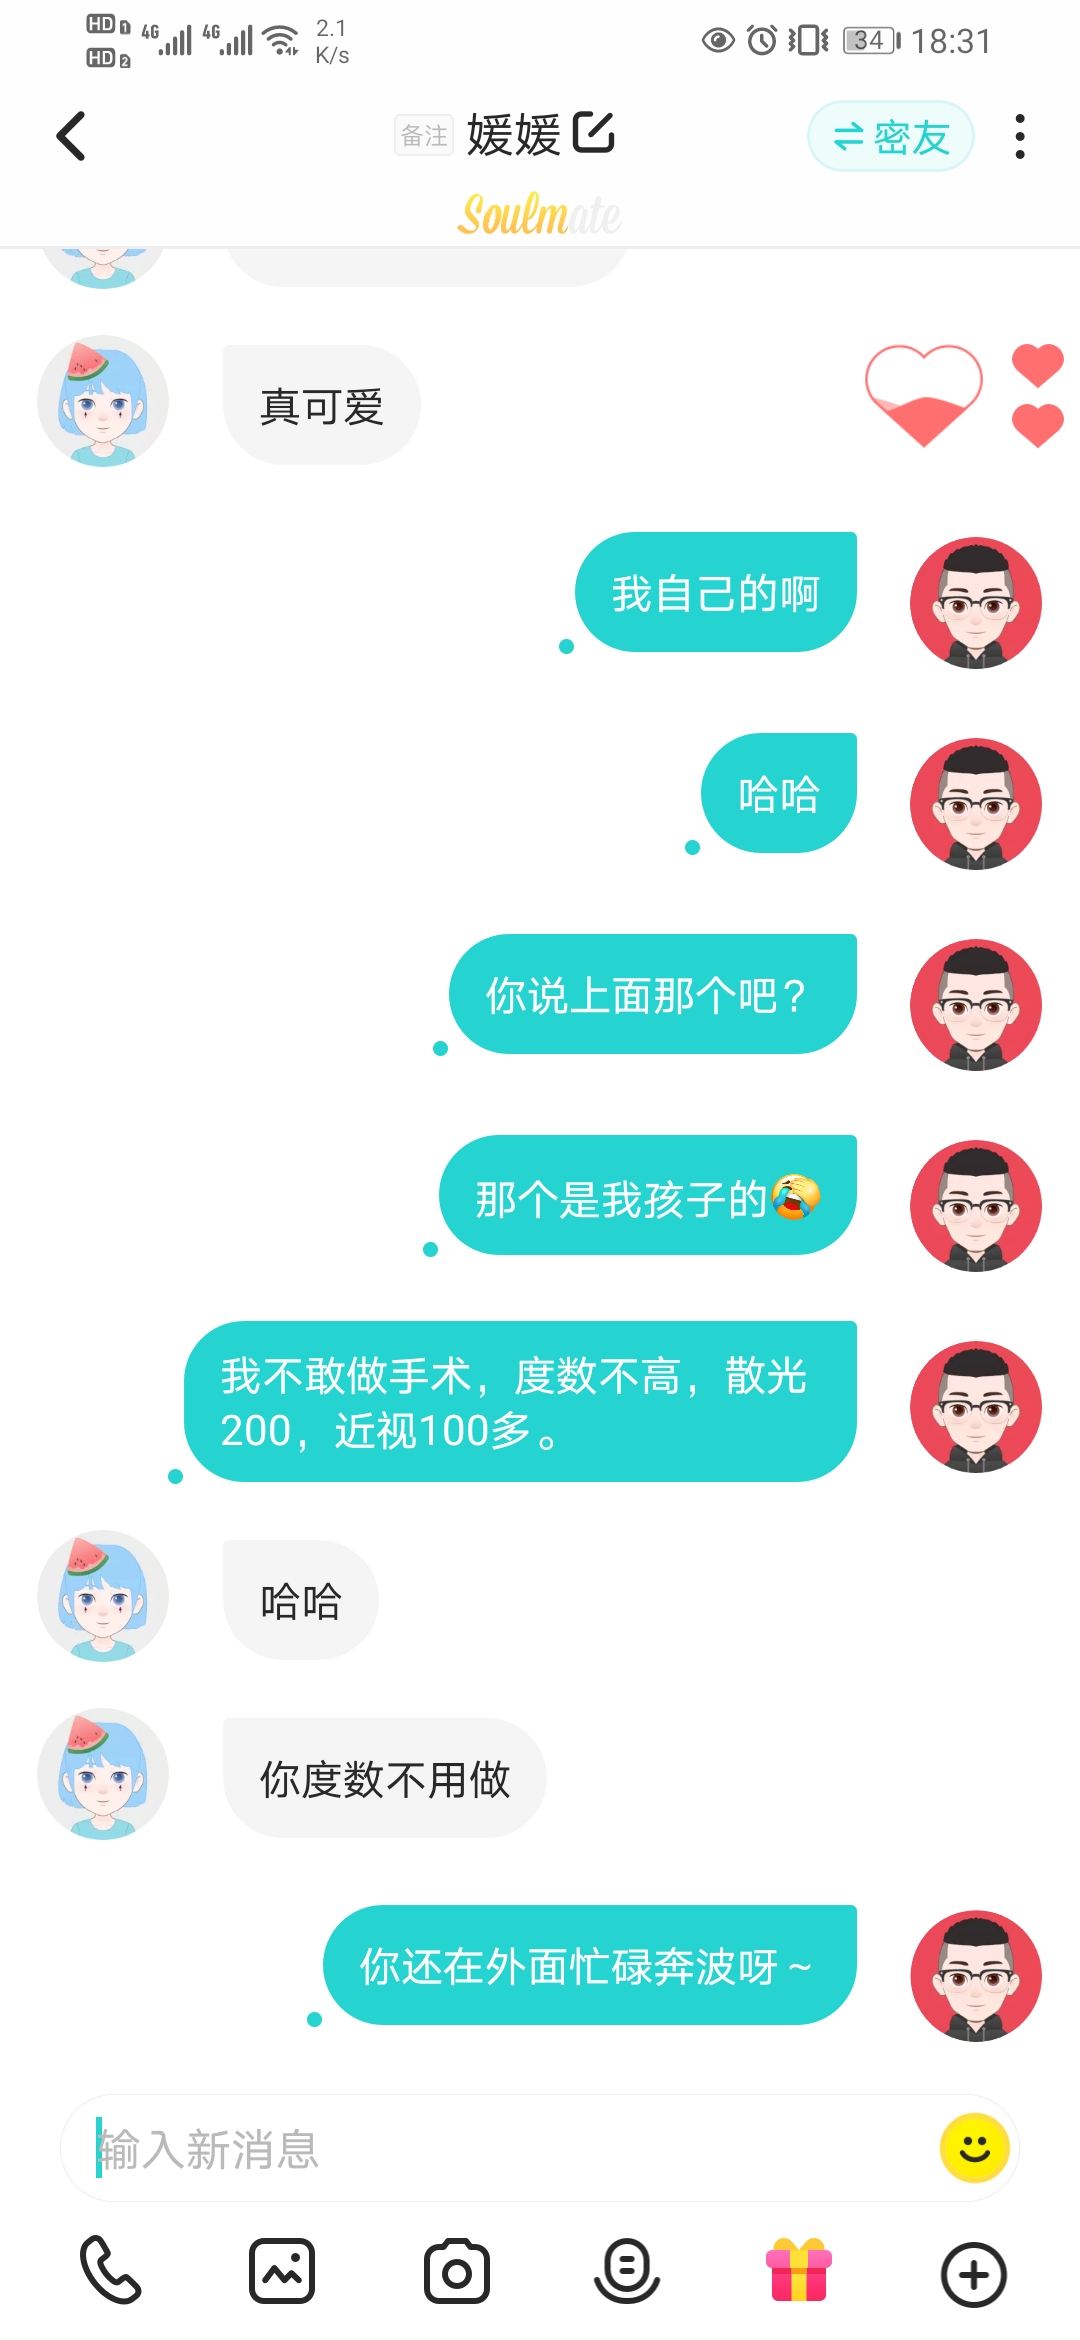 HD 1 4G 4G 2.1
HD 2 K/s
34 18:31
备注 媛媛
密友
Soulmate
真可爱
我自己的啊
哈哈
你说上面那个吧？
那个是我孩子的
我不敢做手术，度数不高，散光
200，近视100多。
哈哈
你度数不用做
你还在外面忙碌奔波呀~
输入新消息